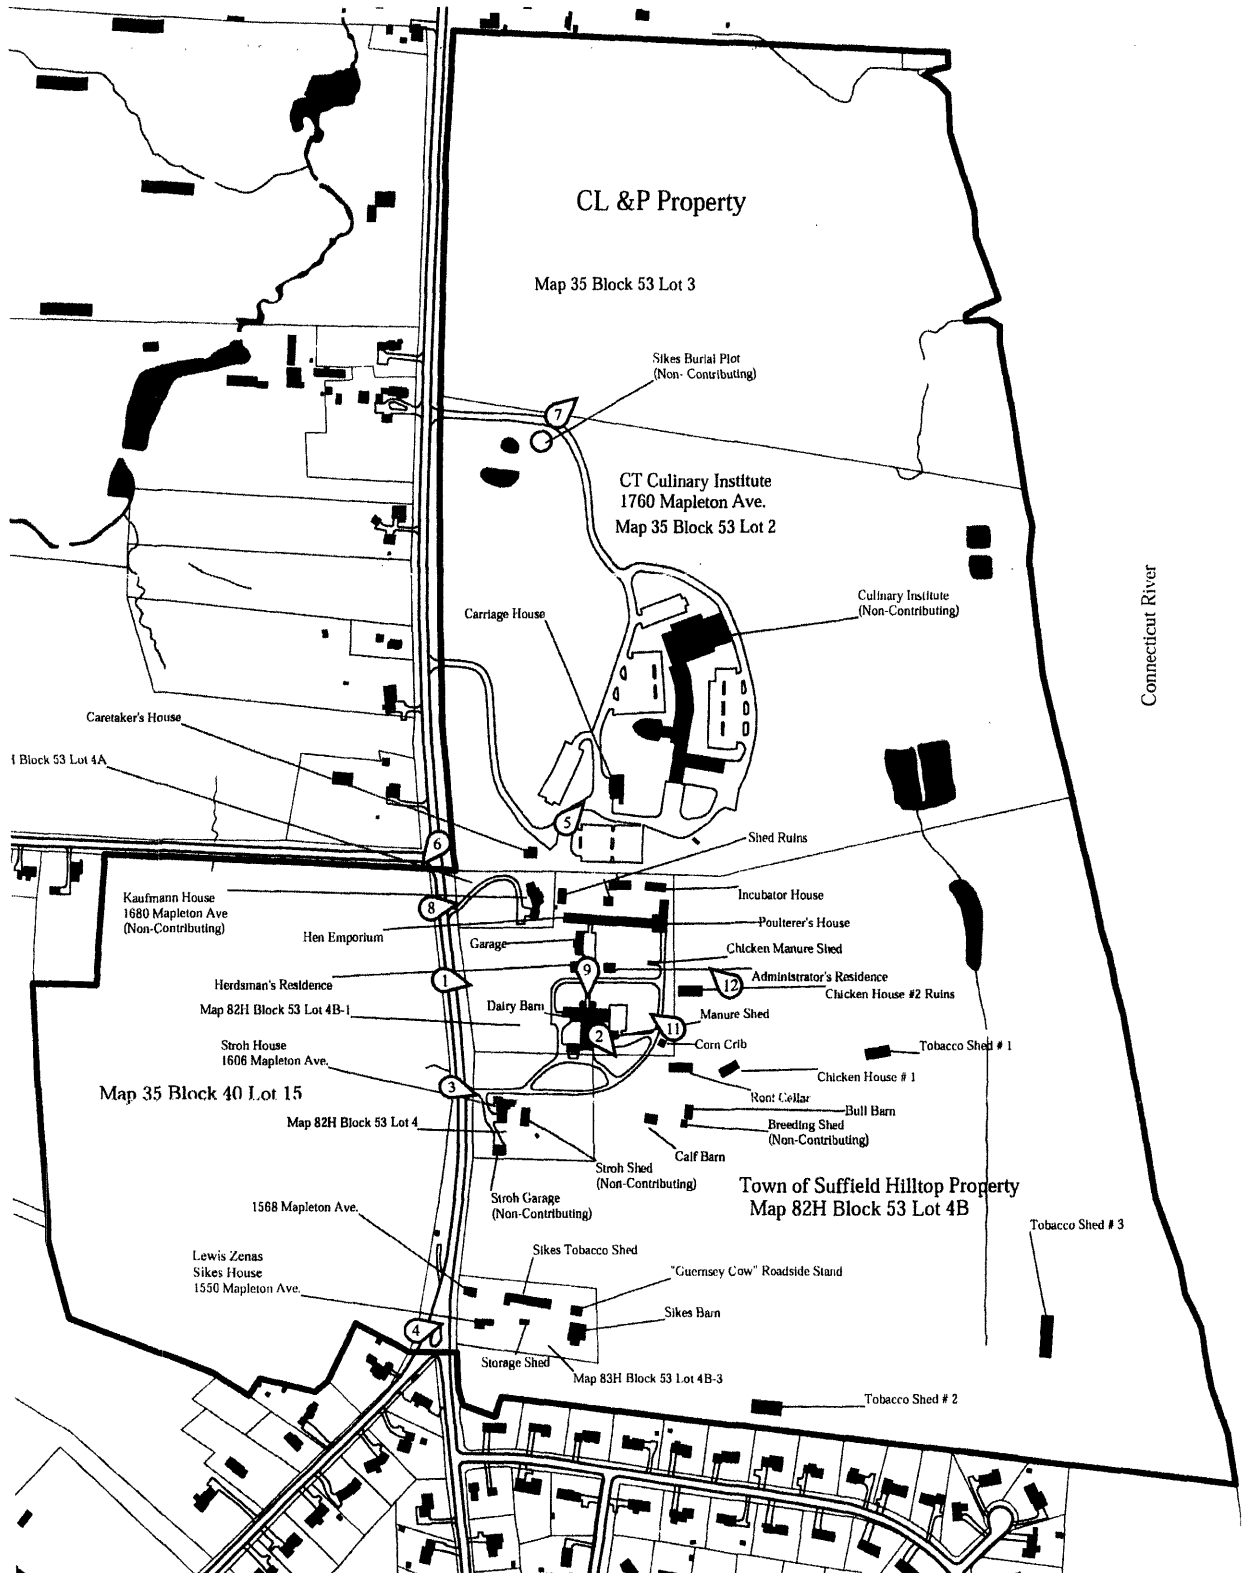 CL &P Property
Map 35 Block 53 Lot 3
Sikes Burial Plot
(Non- Contributing)
7
CT Culinary Institute
1760 Mapleton Ave.
Map 35 Block 53 Lot 2
Connecticut River
Culinary Institute
(Non-Contributing)
Carriage House
Caretaker's House
Block 53 Lot 4A
5
6
Shed Ruins
Kaufmann House
1680 Mapleton Ave
(Non-Contributing)
8
Incubator House
Poulterer's House
Hen Emporium
Garage
Chicken Manure Shed
Herdsman's Residence
1
9
12
Administrator's Residence
Chicken House #2 Ruins
Map 82H Block 53 Lot 4B-1
Dairy Barn
Manure Shed
2
11
Corn Crib
Stroh House
1606 Mapleton Ave.
Tobacco Shed # 1
Chicken House # 1
3
Map 35 Block 40 Lot 15
Root Cellar
Bull Barn
Map 82H Block 53 Lot 4
Breeding Shed
(Non-Contributing)
Calf Barn
Stroh Shed
(Non-Contributing)
Town of Suffield Hilltop Property
Map 82H Block 53 Lot 4B
Stroh Garage
(Non-Contributing)
1568 Mapleton Ave.
Tobacco Shed # 3
Lewis Zenas
Sikes House
1550 Mapleton Ave.
Sikes Tobacco Shed
"Guernsey Cow" Roadside Stand
Sikes Barn
4
Storage Shed
Map 83H Block 53 Lot 4B-3
Tobacco Shed # 2